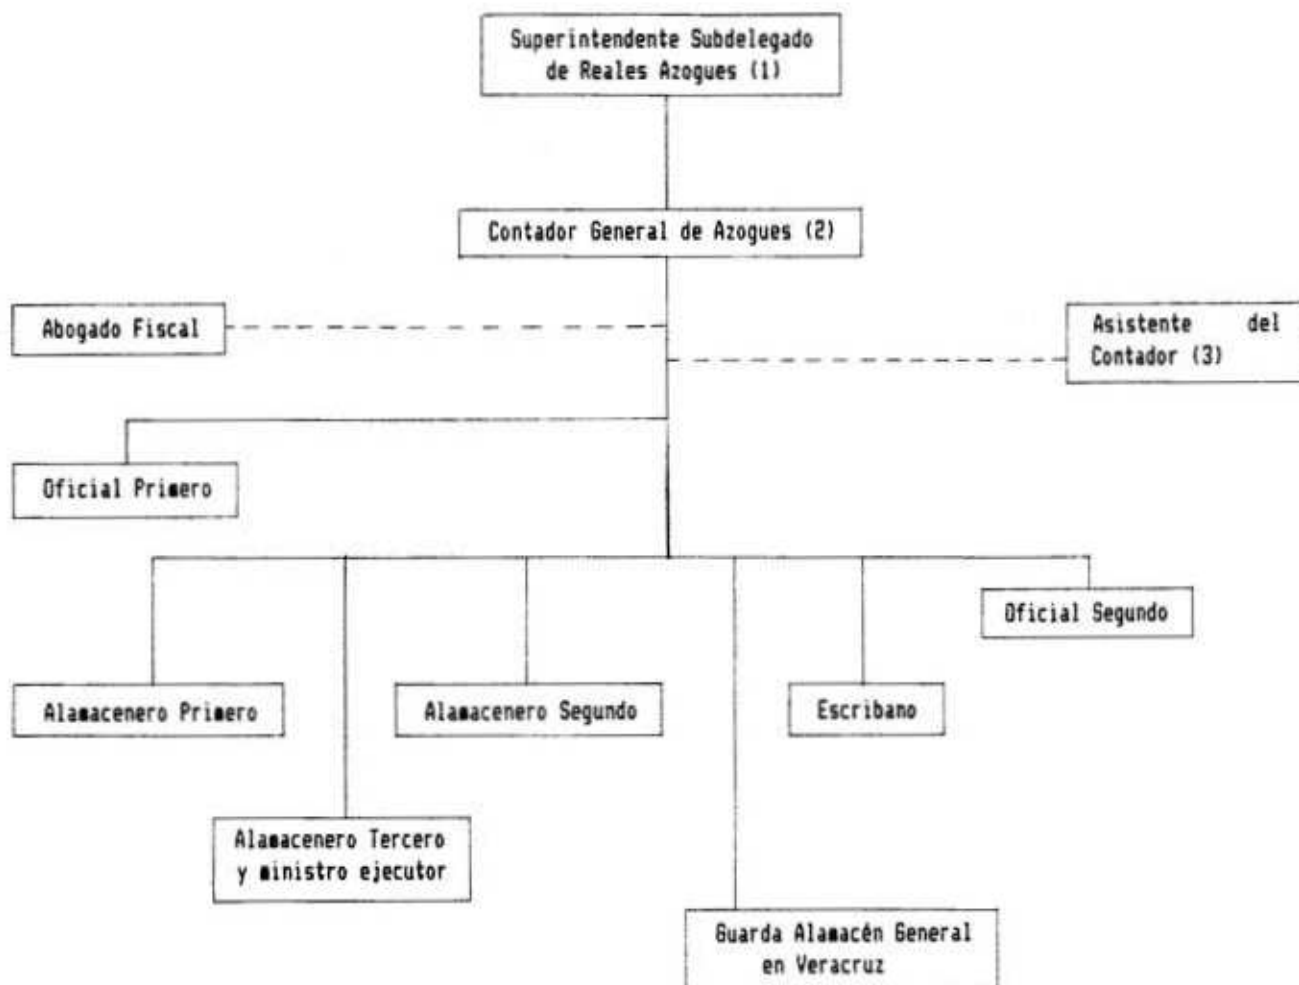 Superintendente Subdelegado
de Reales Azogues (1)
Contador General de Azogues (2)
Abogado Fiscal
Asistente del
Contador (3)
Oficial Primero
Oficial Segundo
Alamacenero Primero
Alamacenero Segundo
Escribano
Alamacenero Tercero
y ministro ejecutor
Guarda Alamacén General
en Veracruz